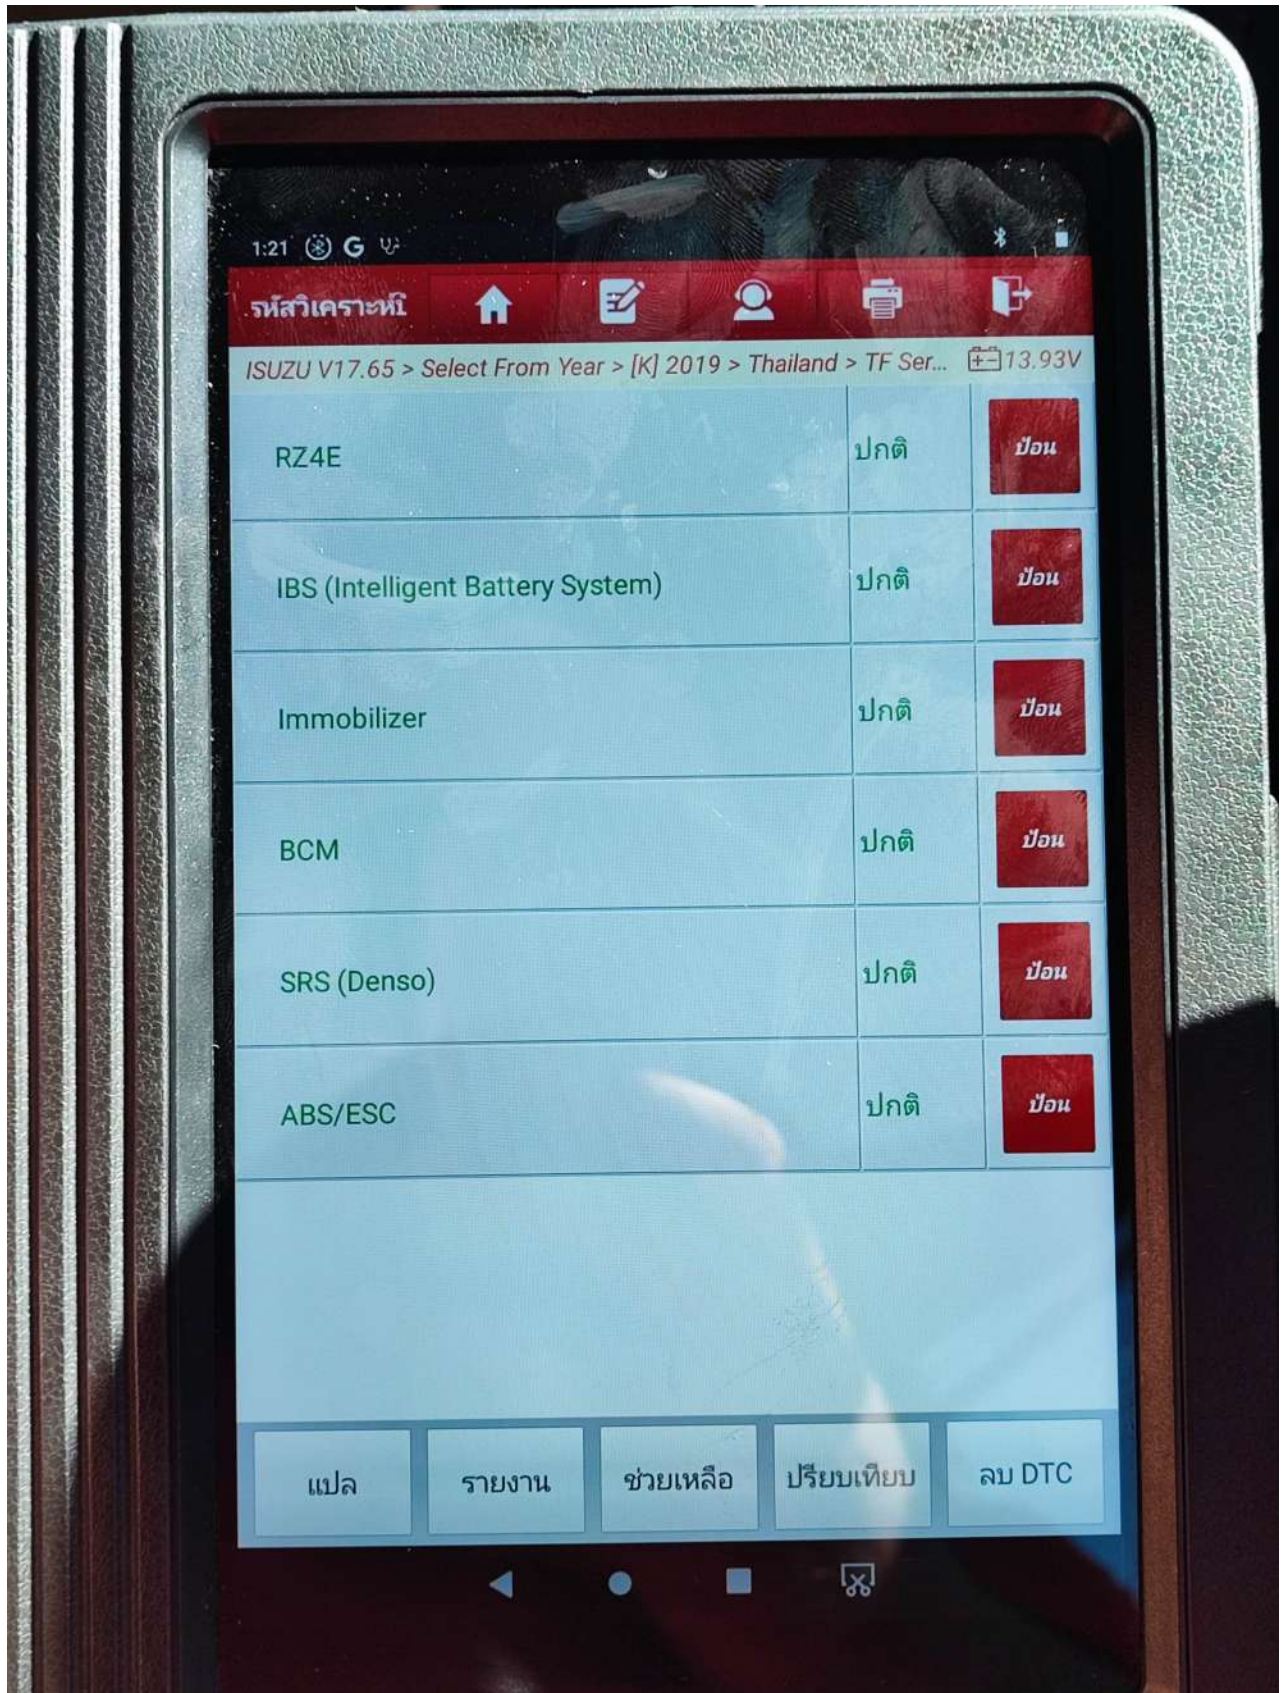 1:21 G
รหัสวิเคราะห์
ISUZU V17.65 > Select From Year > [K] 2019 > Thailand > TF Ser... 13.93V
RZ4E ปกติ ป้อน
IBS (Intelligent Battery System) ปกติ ป้อน
Immobilizer ปกติ ป้อน
BCM ปกติ ป้อน
SRS (Denso) ปกติ ป้อน
ABS/ESC ปกติ ป้อน
แปล รายงาน ช่วยเหลือ ปรียบเทียบ ลบ DTC